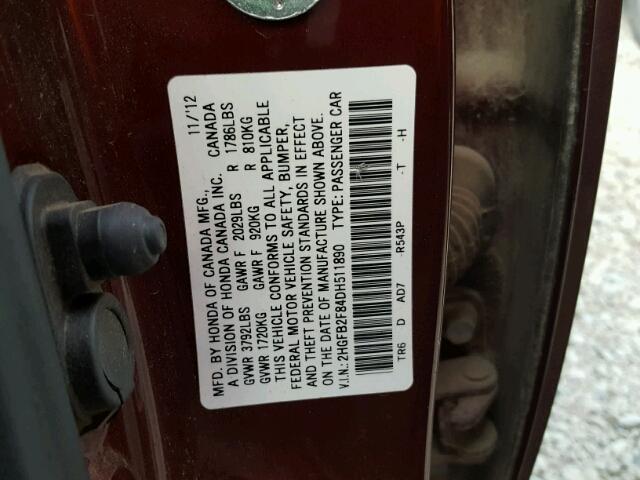 MFD. BY HONDA OF CANADA MFG., CANADA 11/12
A DIVISION OF HONDA CANADA INC.
GVWR 3792LBS GAWR F 2029LBS R 1786LBS
GVWR 1720KG GAWR F 920KG R 810KG
THIS VEHICLE CONFORMS TO ALL APPLICABLE
FEDERAL MOTOR VEHICLE SAFETY, BUMPER,
AND THEFT PREVENTION STANDARDS IN EFFECT
ON THE DATE OF MANUFACTURE SHOWN ABOVE.
V.I.N.: 2HGFB2F84DH511890 TYPE: PASSENGER CAR
TR6 D AD7 -R543P -T -H